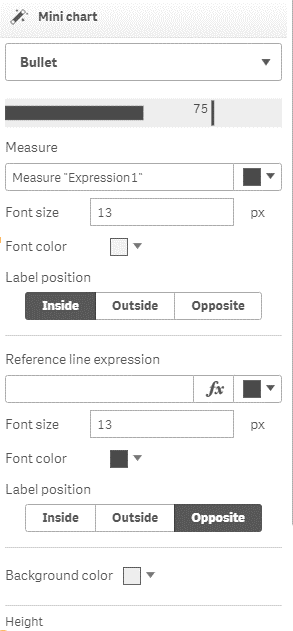 Mini chart
Bullet
75
Measure
Measure "Expression1"
Font size 13 px
Font color
Label position
Inside Outside Opposite
Reference line expression
fx
Font size 13 px
Font color
Label position
Inside Outside Opposite
Background color
Height